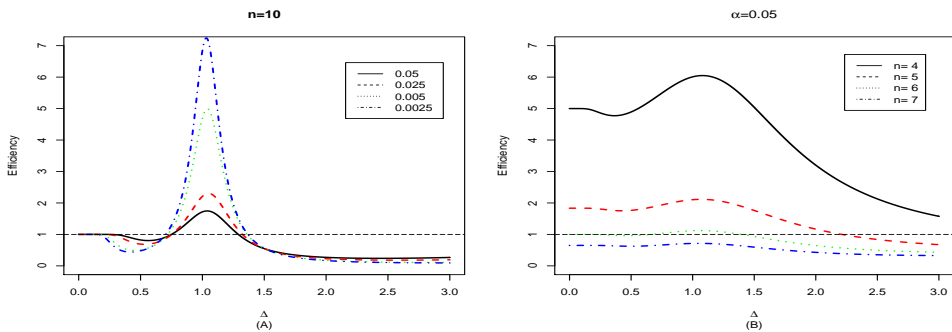 n=10
Efficiency
0 1 2 3 4 5 6 7
0.05
0.025
0.005
0.0025
0.0 0.5 1.0 1.5 2.0 2.5 3.0
Δ
(A)
α=0.05
Efficiency
0 1 2 3 4 5 6 7
n= 4
n= 5
n= 6
n= 7
0.0 0.5 1.0 1.5 2.0 2.5 3.0
Δ
(B)